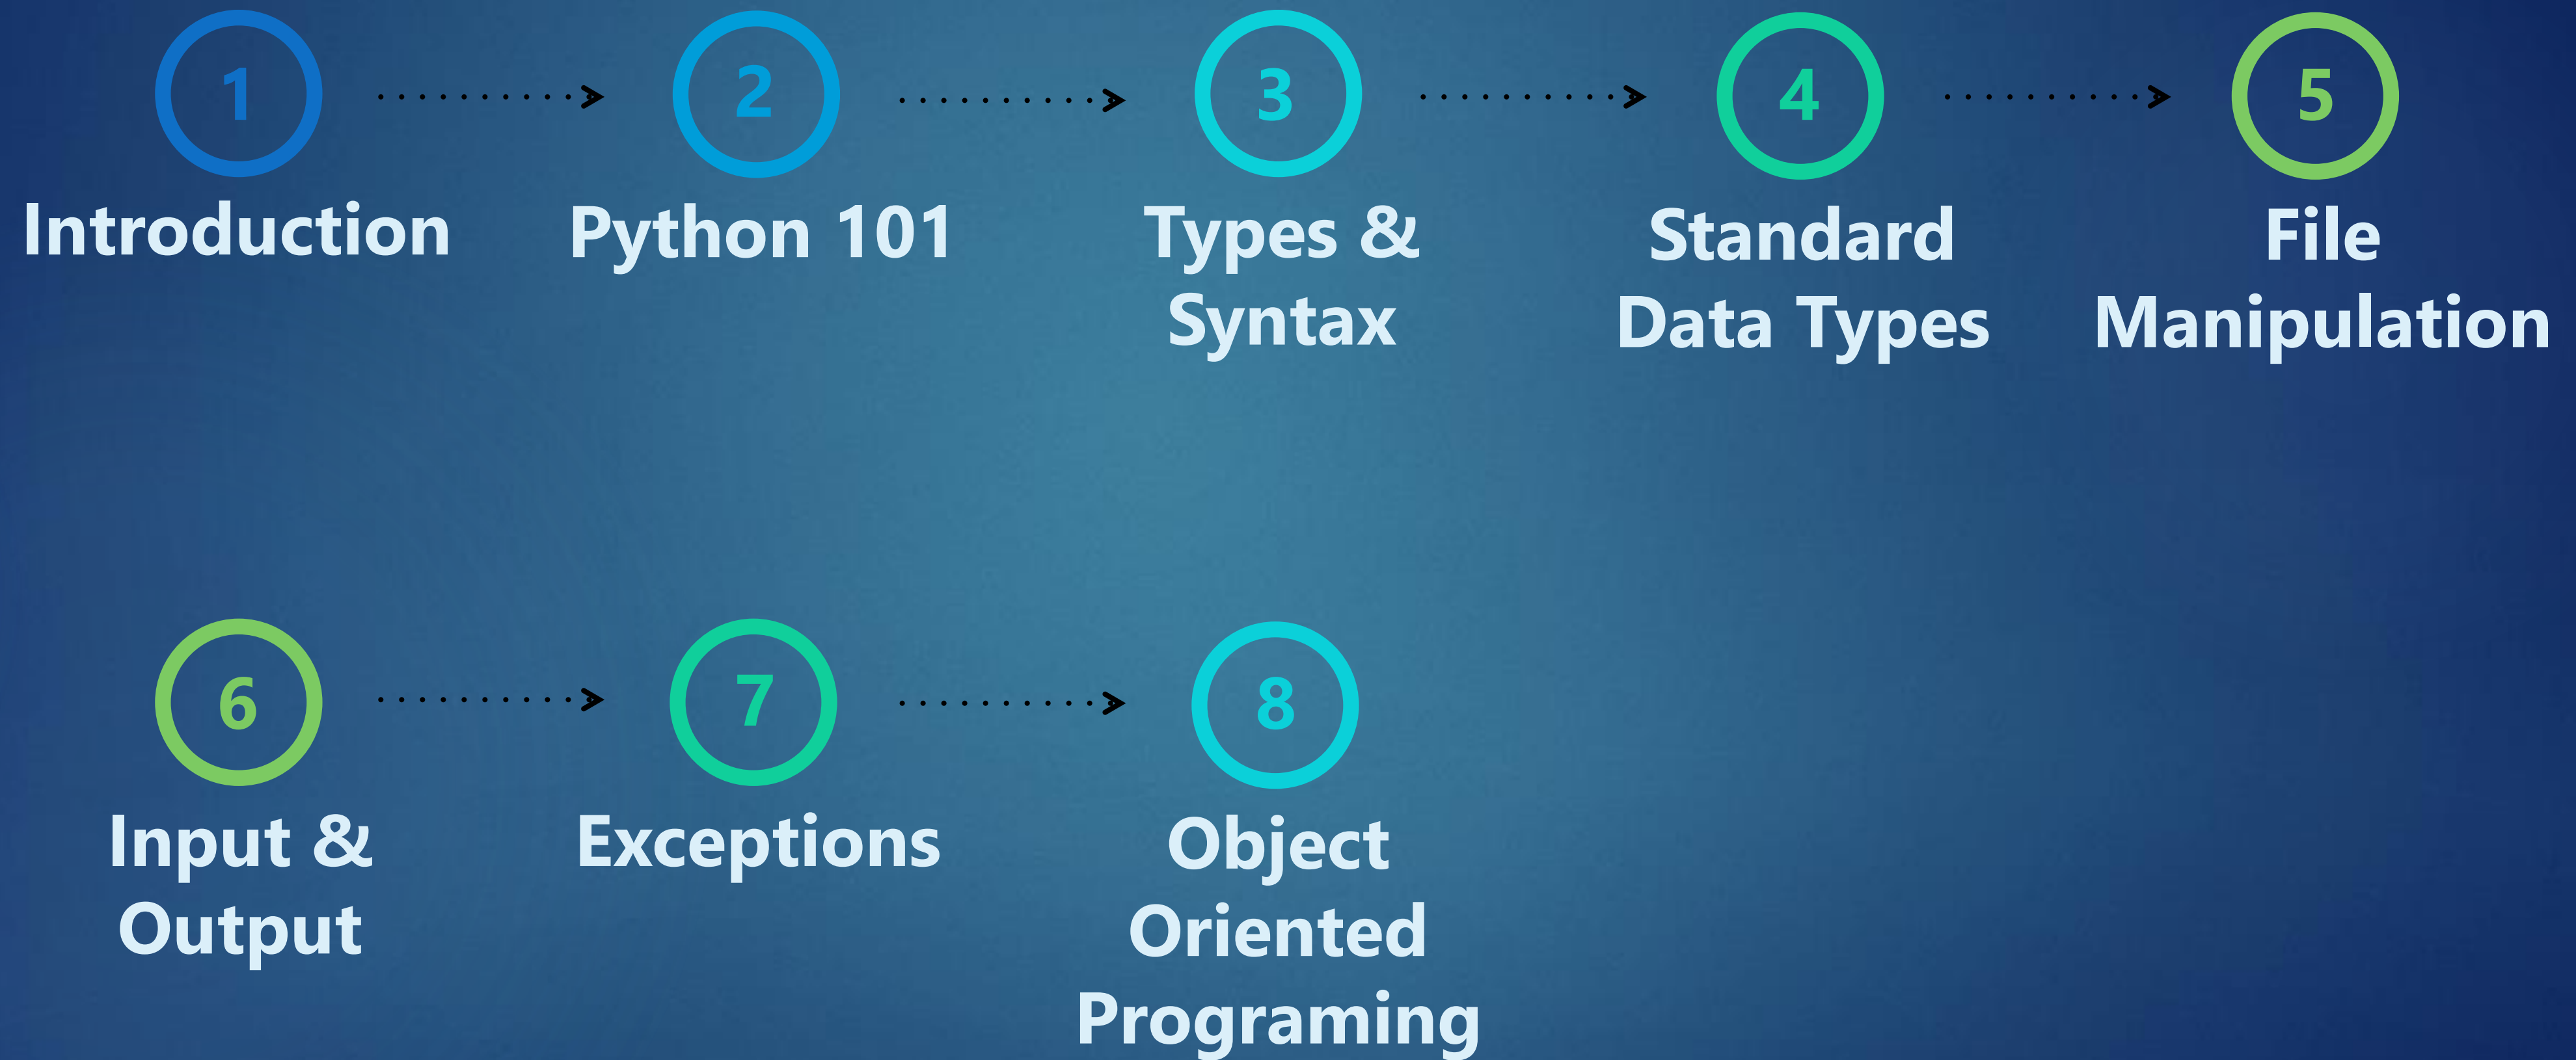 1
Introduction
2
Python 101
3
Types &
Syntax
4
Standard
Data Types
5
File
Manipulation
6
Input &
Output
7
Exceptions
8
Object
Oriented
Programing